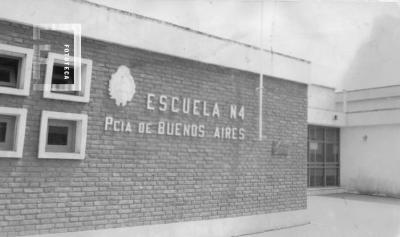 FOTOTECA
ESCUELA N4
PCIA DE BUENOS AIRES